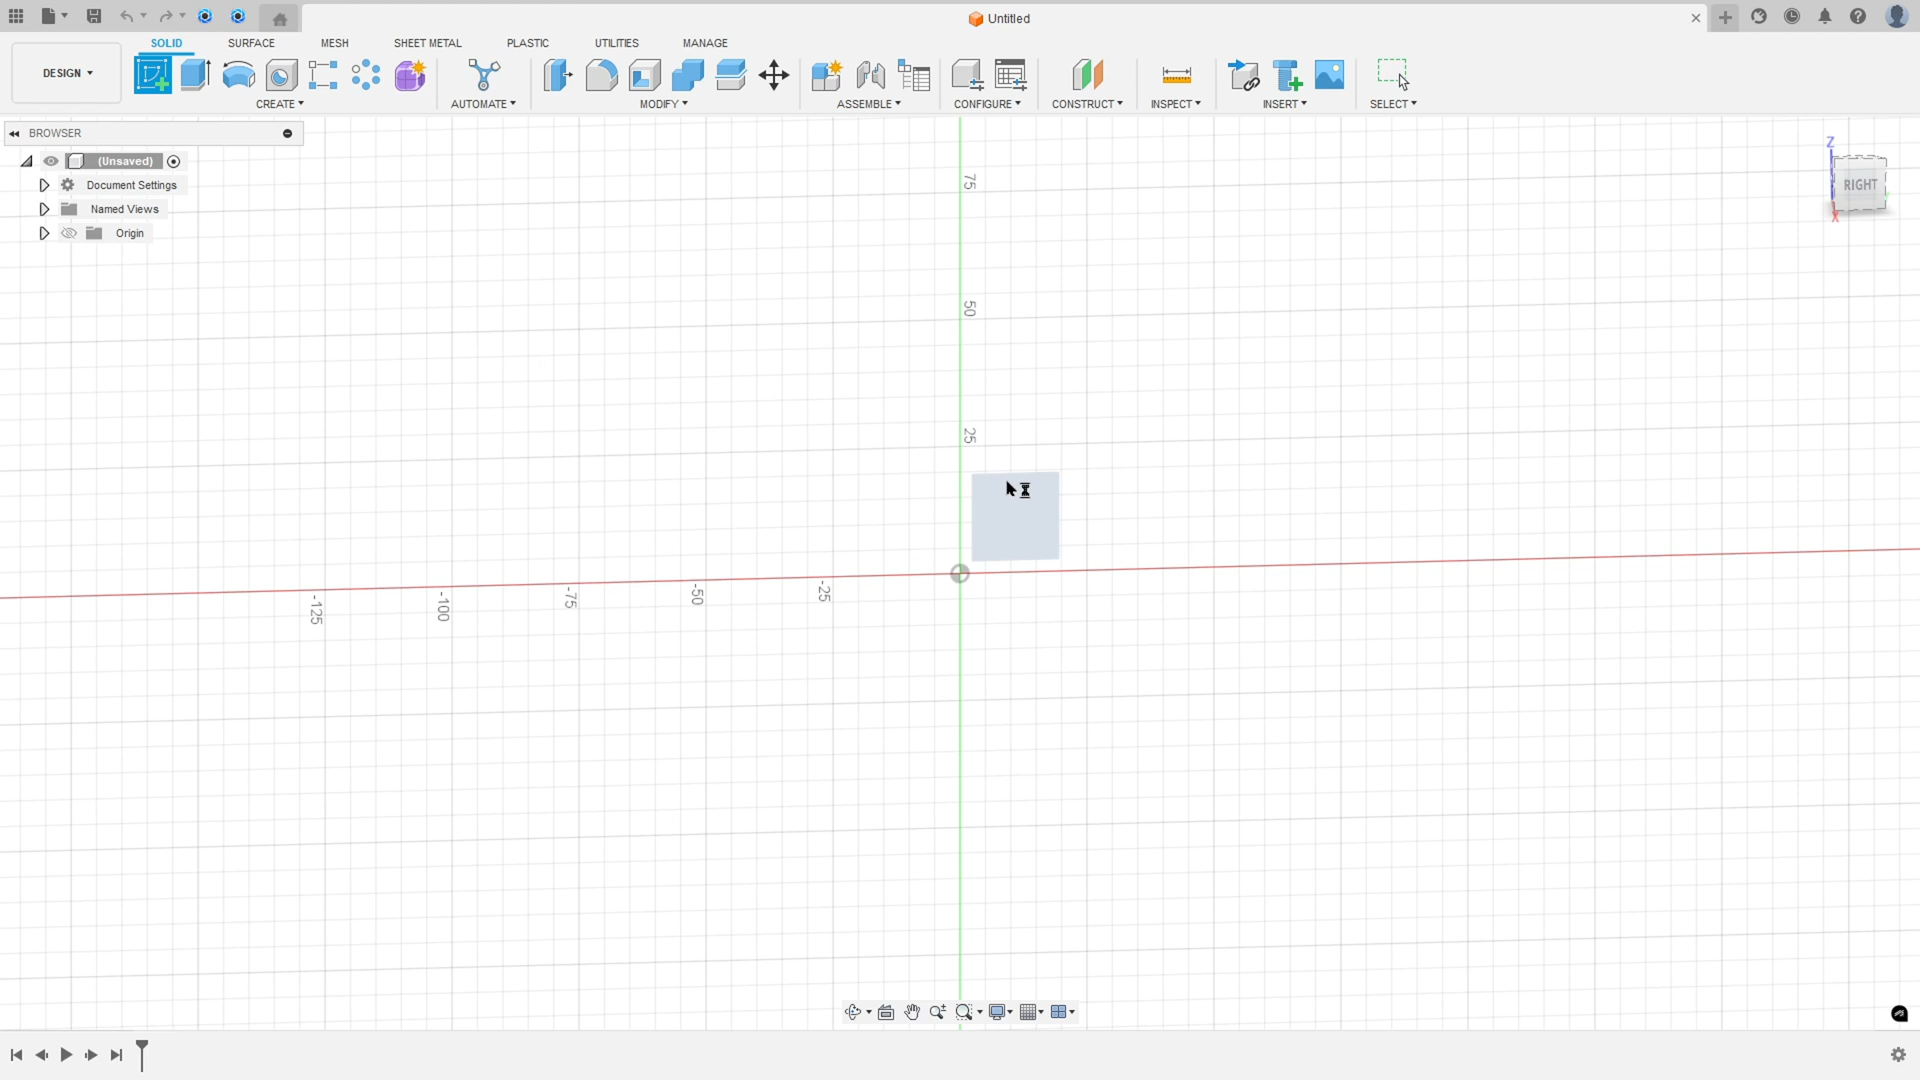 Untitled
SOLID SURFACE MESH SHEET METAL PLASTIC UTILITIES MANAGE
DESIGN
CREATE AUTOMATE MODIFY ASSEMBLE CONFIGURE CONSTRUCT INSPECT INSERT SELECT
BROWSER
(Unsaved)
Document Settings
Named Views
Origin
Z
RIGHT
X
75
50
25
-125
-100
-75
-50
-25